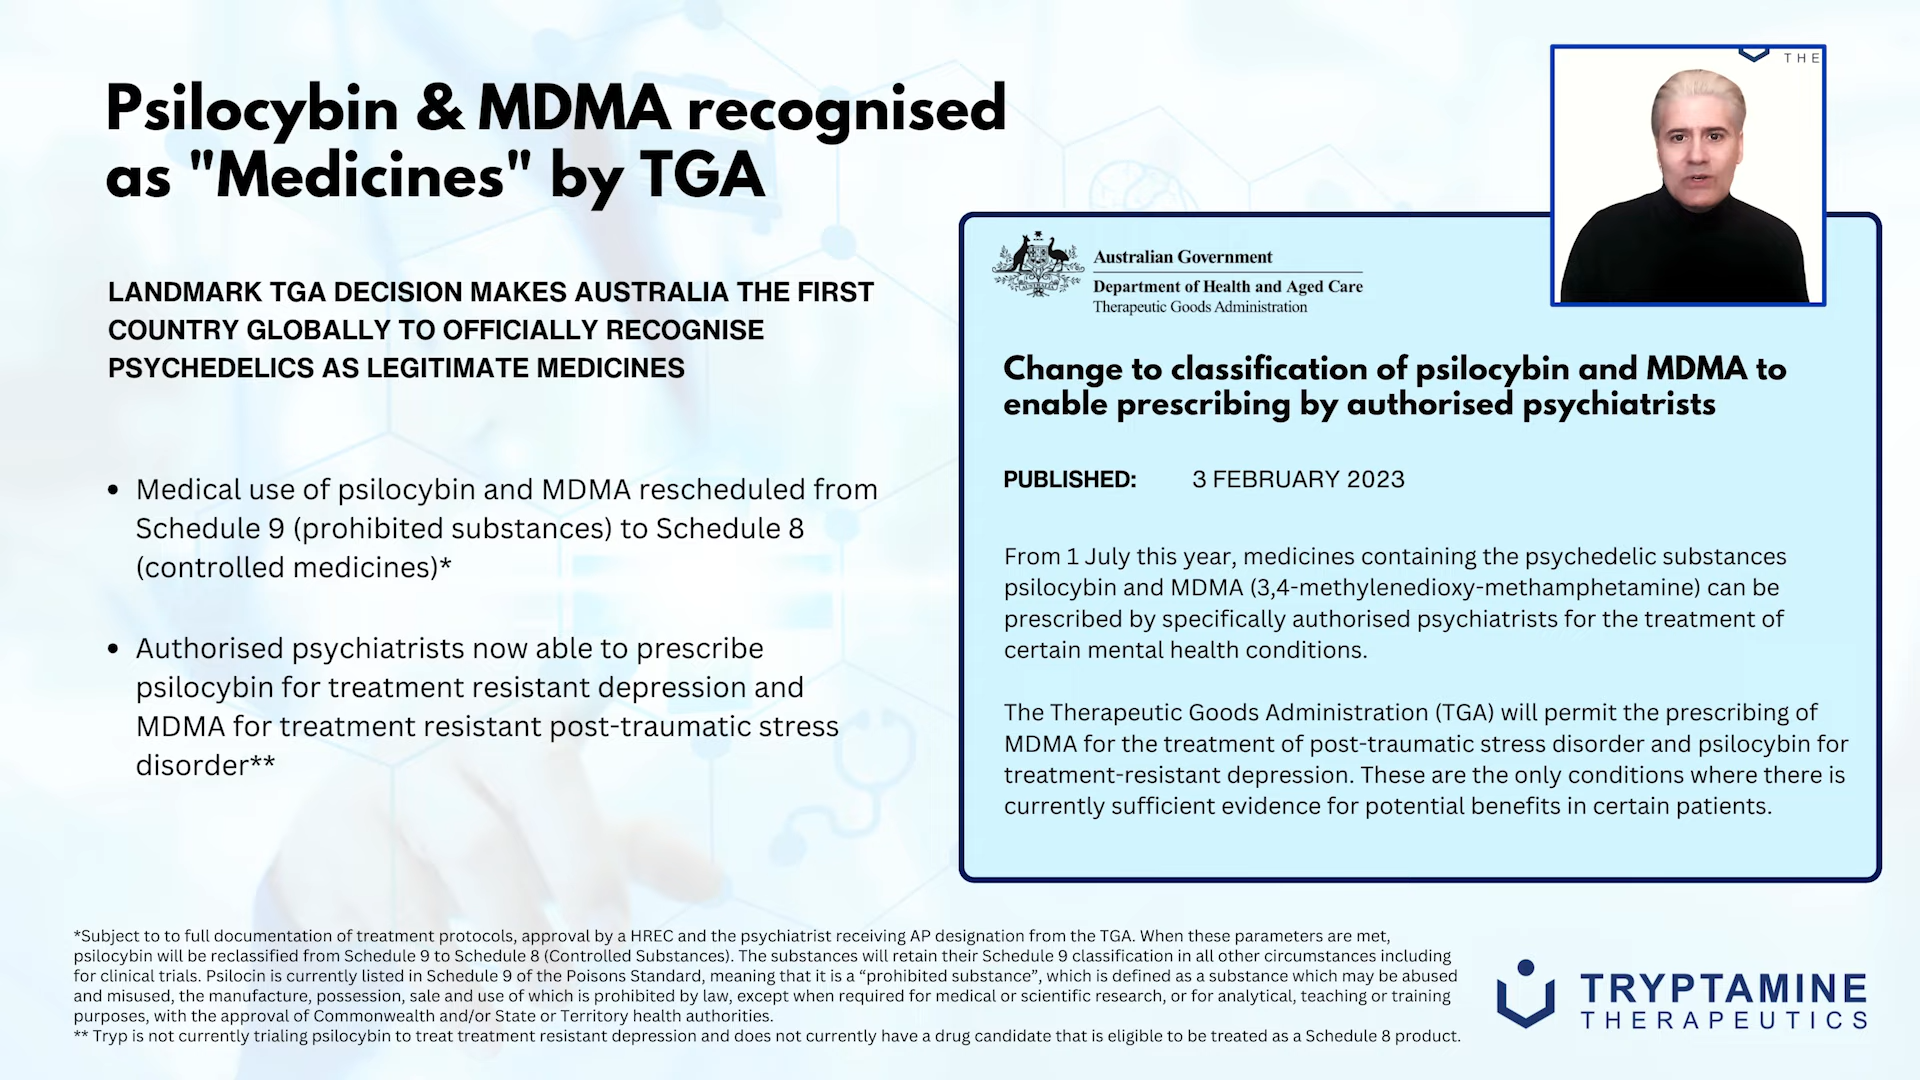 Psilocybin & MDMA recognised
as "Medicines" by TGA
LANDMARK TGA DECISION MAKES AUSTRALIA THE FIRST
COUNTRY GLOBALLY TO OFFICIALLY RECOGNISE
PSYCHEDELICS AS LEGITIMATE MEDICINES
• Medical use of psilocybin and MDMA rescheduled from
Schedule 9 (prohibited substances) to Schedule 8
(controlled medicines)*
• Authorised psychiatrists now able to prescribe
psilocybin for treatment resistant depression and
MDMA for treatment resistant post-traumatic stress
disorder**
THE
Australian Government
Department of Health and Aged Care
Therapeutic Goods Administration
Change to classification of psilocybin and MDMA to
enable prescribing by authorised psychiatrists
PUBLISHED: 3 FEBRUARY 2023
From 1 July this year, medicines containing the psychedelic substances
psilocybin and MDMA (3,4-methylenedioxy-methamphetamine) can be
prescribed by specifically authorised psychiatrists for the treatment of
certain mental health conditions.
The Therapeutic Goods Administration (TGA) will permit the prescribing of
MDMA for the treatment of post-traumatic stress disorder and psilocybin for
treatment-resistant depression. These are the only conditions where there is
currently sufficient evidence for potential benefits in certain patients.
*Subject to to full documentation of treatment protocols, approval by a HREC and the psychiatrist receiving AP designation from the TGA. When these parameters are met,
psilocybin will be reclassified from Schedule 9 to Schedule 8 (Controlled Substances). The substances will retain their Schedule 9 classification in all other circumstances including
for clinical trials. Psilocin is currently listed in Schedule 9 of the Poisons Standard, meaning that it is a “prohibited substance”, which is defined as a substance which may be abused
and misused, the manufacture, possession, sale and use of which is prohibited by law, except when required for medical or scientific research, or for analytical, teaching or training
purposes, with the approval of Commonwealth and/or State or Territory health authorities.
** Tryp is not currently trialing psilocybin to treat treatment resistant depression and does not currently have a drug candidate that is eligible to be treated as a Schedule 8 product.
TRYPTAMINE
THERAPEUTICS